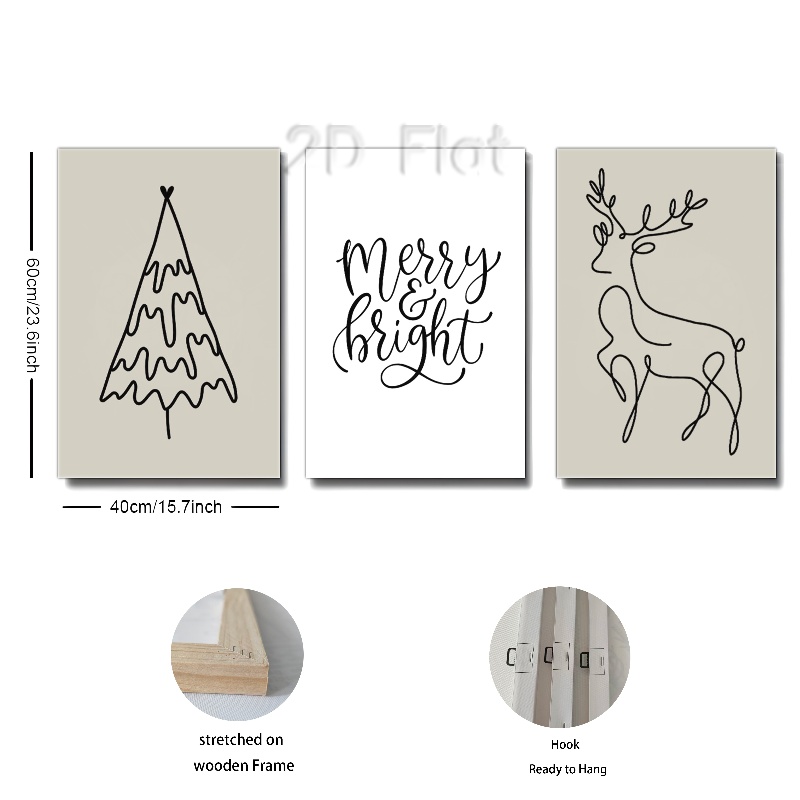 2D Flat
60cm/23.6inch
Merry
&
bright
40cm/15.7inch
stretched on
wooden Frame
Hook
Ready to Hang